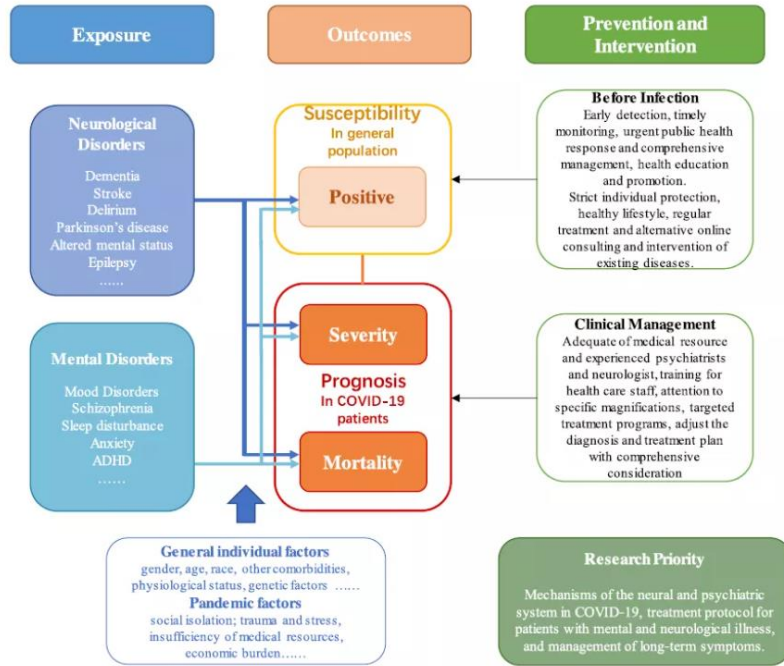 Exposure
Outcomes
Prevention and
Intervention
Neurological
Disorders
Dementia
Stroke
Delirium
Parkinson's disease
Altered mental status
Epilepsy
……
Mental Disorders
Mood Disorders
Schizophrenia
Sleep disturbance
Anxiety
ADHD
……
Susceptibility
In general
population
Positive
Severity
Prognosis
In COVID-19
patients
Mortality
Before Infection
Early detection, timely
monitoring, urgent public health
response and comprehensive
management, health education
and promotion.
Strict individual protection,
healthy lifestyle, regular
treatment and alternative online
consulting and intervention of
existing diseases.
Clinical Management
Adequate of medical resource
and experienced psychiatrists
and neurologist, training for
health care staff, attention to
specific magnifications, targeted
treatment programs, adjust the
diagnosis and treatment plan
with comprehensive
consideration
General individual factors
gender, age, race, other comorbidities,
physiological status, genetic factors ……
Pandemic factors
social isolation; trauma and stress,
insufficiency of medical resources,
economic burden……
Research Priority
Mechanisms of the neural and psychiatric
system in COVID-19, treatment protocol for
patients with mental and neurological illness,
and management of long-term symptoms.